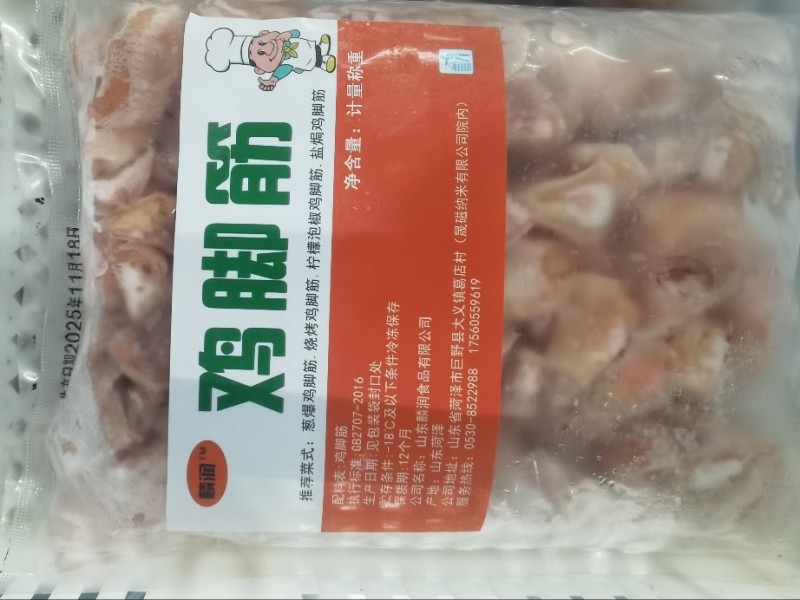 麟润™
鸡脚筋
推荐菜式：葱爆鸡脚筋.烧烤鸡脚筋.柠檬泡椒鸡脚筋.盐焗鸡脚筋
净含量：计量称重
配料表:鸡脚筋
执行标准:GB2707-2016
生产日期:见包装袋封口处
贮存条件:-18℃及以下条件冷冻保存
保质期:12个月
公司名称：山东麟润食品有限公司
产地：山东菏泽
公司地址：山东省菏泽市巨野县大义镇葛店村（晟磁纳米有限公司院内）
服务热线：0530-8522988 17560559619
生产日期2025年11月18日